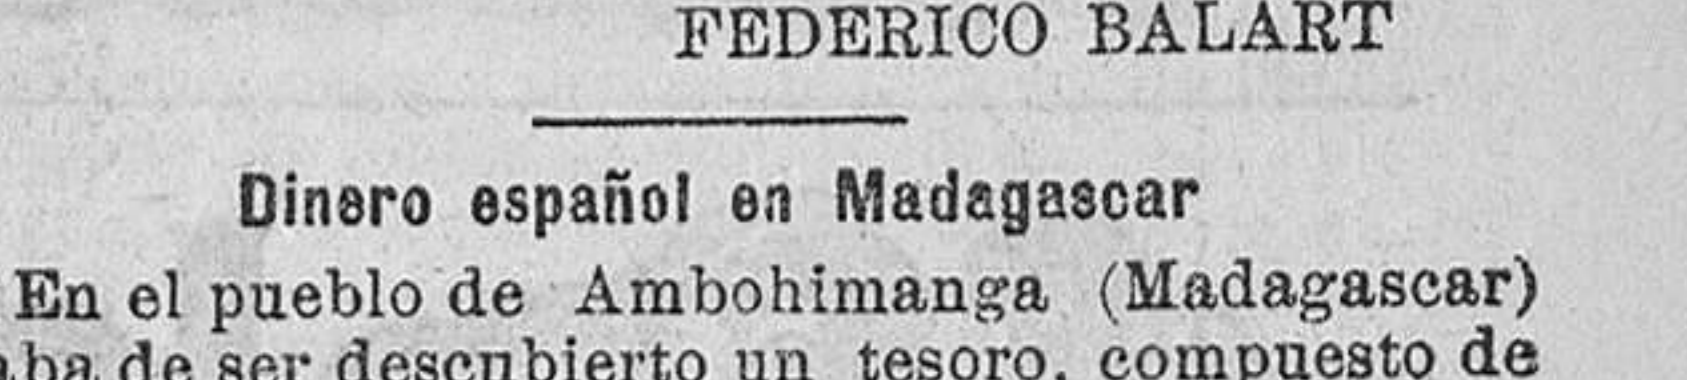 FEDERICO BALART
Dinero español en Madagascar
En el pueblo de Ambohimanga (Madagascar)
aba de ser descubierto un tesoro, compuesto de